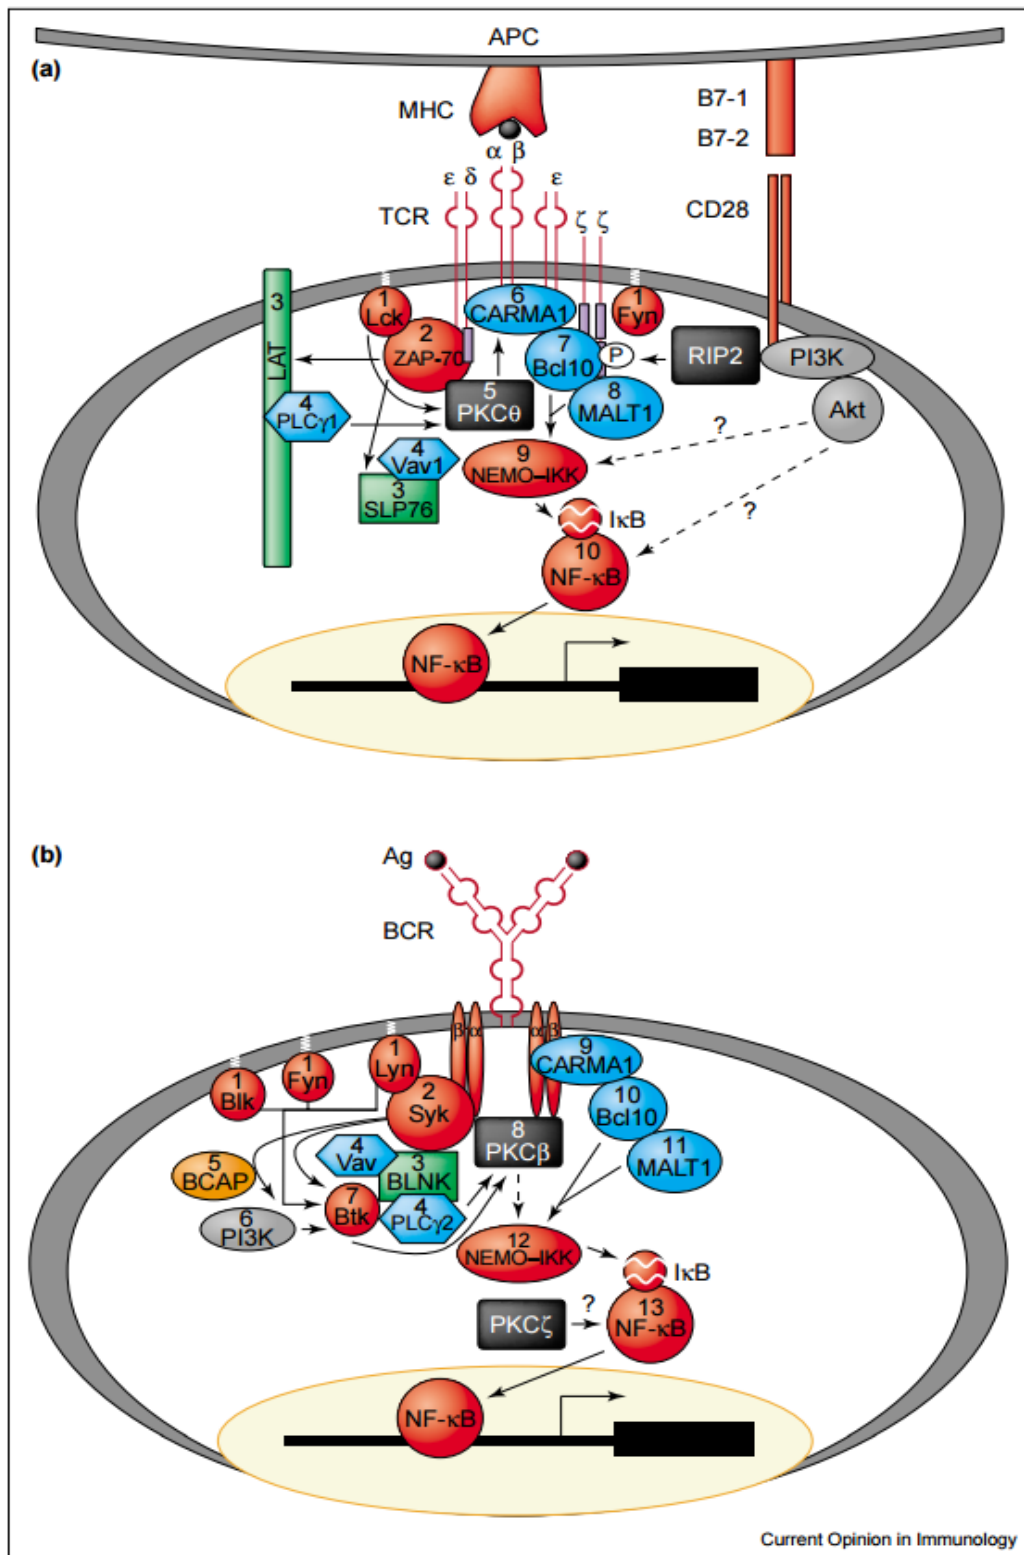 APC
(a)
MHC
B7-1
B7-2
α β
ε δ
ε
TCR
ζ ζ
CD28
3
LAT
1
Lck
2
ZAP-70
6
CARMA1
1
Fyn
7
Bcl10
P
RIP2
PI3K
5
PKCθ
8
MALT1
Akt
4
PLCγ1
?
4
Vav1
3
SLP76
9
NEMO–IKK
?
IκB
10
NF-κB
NF-κB
(b)
Ag
BCR
β α
α β
1
Blk
1
Fyn
1
Lyn
2
Syk
9
CARMA1
10
Bcl10
11
MALT1
8
PKCβ
5
BCAP
4
Vav
3
BLNK
6
PI3K
7
Btk
4
PLCγ2
12
NEMO–IKK
IκB
PKCζ
?
13
NF-κB
NF-κB
Current Opinion in Immunology